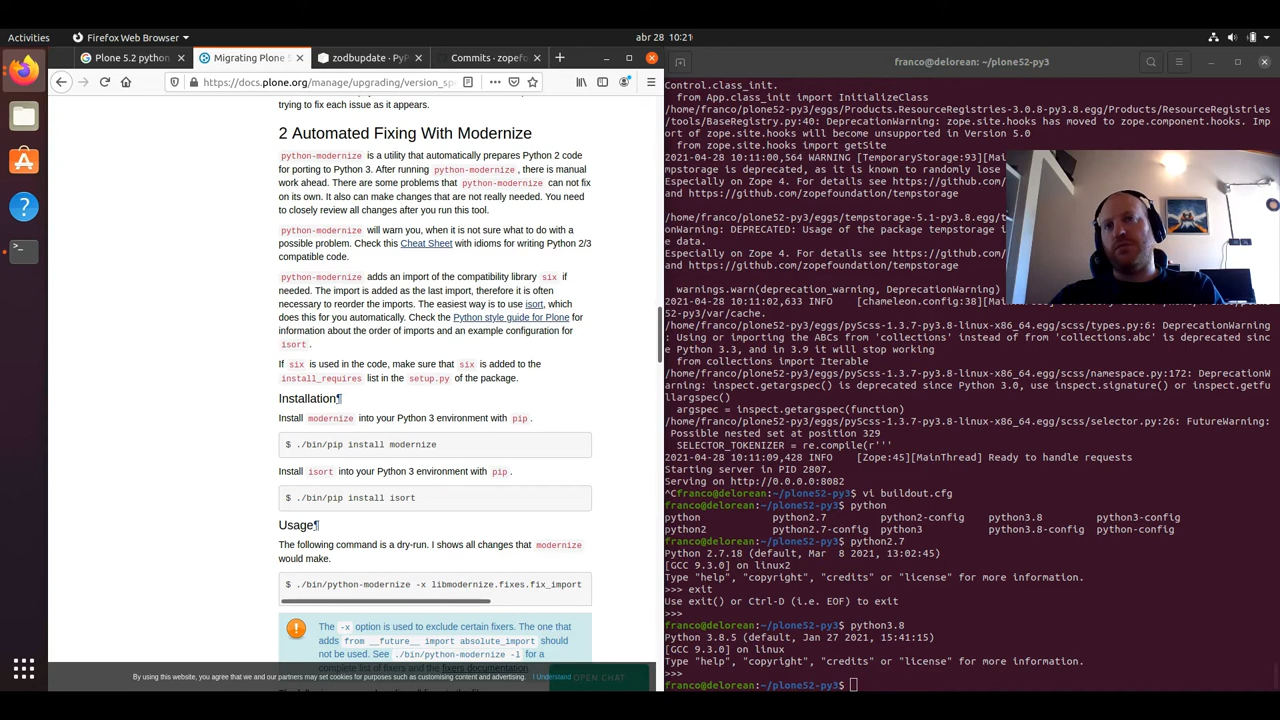 Activities
Firefox Web Browser
abr 28 10:21
Plone 5.2 python
Migrating Plone 5
zodbupdate · PyP
Commits · zopefo
franco@delorean: ~/plone52-py3
https://docs.plone.org/manage/upgrading/version_spe
trying to fix each issue as it appears.
2 Automated Fixing With Modernize
python-modernize is a utility that automatically prepares Python 2 code
for porting to Python 3. After running python-modernize, there is manual
work ahead. There are some problems that python-modernize can not fix
on its own. It also can make changes that are not really needed. You need
to closely review all changes after you run this tool.
python-modernize will warn you, when it is not sure what to do with a
possible problem. Check this Cheat Sheet with idioms for writing Python 2/3
compatible code.
python-modernize adds an import of the compatibility library six if
needed. The import is added as the last import, therefore it is often
necessary to reorder the imports. The easiest way is to use isort, which
does this for you automatically. Check the Python style guide for Plone for
information about the order of imports and an example configuration for
isort .
If six is used in the code, make sure that six is added to the
install_requires list in the setup.py of the package.
Installation¶
Install modernize into your Python 3 environment with pip .
$ ./bin/pip install modernize
Install isort into your Python 3 environment with pip .
$ ./bin/pip install isort
Usage¶
The following command is a dry-run. I shows all changes that modernize
would make.
$ ./bin/python-modernize -x libmodernize.fixes.fix_import
The -x option is used to exclude certain fixers. The one that
adds from __future__ import absolute_import should
not be used. See ./bin/python-modernize -l for a
complete list of fixers and the fixers documentation
By using this website, you agree that we and our partners may set cookies for purposes such as customising content and advertising. I Understand
OPEN CHAT
Control.class_init.
from App.class_init import InitializeClass
/home/franco/plone52-py3/eggs/Products.ResourceRegistries-3.0.8-py3.8.egg/Products/ResourceRegistries
/tools/BaseRegistry.py:40: DeprecationWarning: zope.site.hooks has moved to zope.component.hooks. Imp
ort of zope.site.hooks will become unsupported in Version 5.0
from zope.site.hooks import getSite
2021-04-28 10:11:00,564 WARNING [TemporaryStorage:93][Mai
mpstorage is deprecated, as it is known to randomly lose
Especially on Zope 4. For details see https://github.com/
and https://github.com/zopefoundation/tempstorage
/home/franco/plone52-py3/eggs/tempstorage-5.1-py3.8.egg/t
onWarning: DEPRECATED: Usage of the package tempstorage i
e data.
Especially on Zope 4. For details see https://github.com/
and https://github.com/zopefoundation/tempstorage
warnings.warn(deprecation_warning, DeprecationWarning)
2021-04-28 10:11:02,633 INFO [chameleon.config:38][Mai
52-py3/var/cache.
/home/franco/plone52-py3/eggs/pyScss-1.3.7-py3.8-linux-x86_64.egg/scss/types.py:6: DeprecationWarning
: Using or importing the ABCs from 'collections' instead of from 'collections.abc' is deprecated sinc
e Python 3.3, and in 3.9 it will stop working
from collections import Iterable
/home/franco/plone52-py3/eggs/pyScss-1.3.7-py3.8-linux-x86_64.egg/scss/namespace.py:172: DeprecationW
arning: inspect.getargspec() is deprecated since Python 3.0, use inspect.signature() or inspect.getfu
llargspec()
argspec = inspect.getargspec(function)
/home/franco/plone52-py3/eggs/pyScss-1.3.7-py3.8-linux-x86_64.egg/scss/selector.py:26: FutureWarning:
Possible nested set at position 329
SELECTOR_TOKENIZER = re.compile(r'''
2021-04-28 10:11:09,428 INFO [Zope:45][MainThread] Ready to handle requests
Starting server in PID 2807.
Serving on http://0.0.0.0:8082
^Cfranco@delorean:~/plone52-py3$ vi buildout.cfg
franco@delorean:~/plone52-py3$ python
python python2.7 python2-config python3.8 python3-config
python2 python2.7-config python3 python3.8-config python-config
franco@delorean:~/plone52-py3$ python2.7
Python 2.7.18 (default, Mar 8 2021, 13:02:45)
[GCC 9.3.0] on linux2
Type "help", "copyright", "credits" or "license" for more information.
>>> exit
Use exit() or Ctrl-D (i.e. EOF) to exit
>>>
franco@delorean:~/plone52-py3$ python3.8
Python 3.8.5 (default, Jan 27 2021, 15:41:15)
[GCC 9.3.0] on linux
Type "help", "copyright", "credits" or "license" for more information.
>>>
franco@delorean:~/plone52-py3$